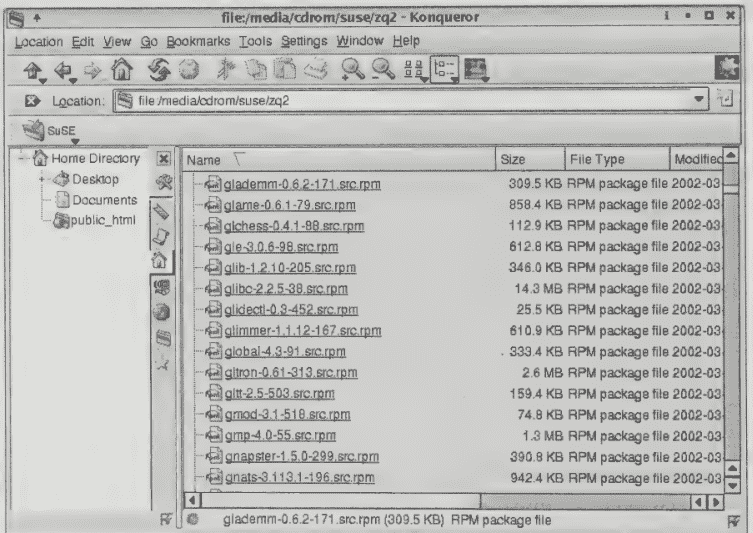 file:/media/cdrom/suse/zq2 - Konqueror
Location Edit View Go Bookmarks Tools Settings Window Help
Location: file:/media/cdrom/suse/zq2
SuSE
Home Directory
Desktop
Documents
public_html
Name Size File Type Modified
glademm-0.6.2-171.src.rpm 309.5 KB RPM package file 2002-03-
glame-0.6.1-79.src.rpm 858.4 KB RPM package file 2002-03-
glchess-0.4.1-88.src.rpm 112.9 KB RPM package file 2002-03-
gle-3.0.6-98.src.rpm 612.8 KB RPM package file 2002-03-
glib-1.2.10-205.src.rpm 346.0 KB RPM package file 2002-03-
glibc-2.2.5-38.src.rpm 14.3 MB RPM package file 2002-03-
glidectl-0.3-452.src.rpm 25.5 KB RPM package file 2002-03-
glimmer-1.1.12-167.src.rpm 610.9 KB RPM package file 2002-03-
global-4.3-91.src.rpm 333.4 KB RPM package file 2002-03-
gltron-0.61-313.src.rpm 2.6 MB RPM package file 2002-03-
gltt-2.5-503.src.rpm 159.4 KB RPM package file 2002-03-
gmod-3.1-518.src.rpm 74.8 KB RPM package file 2002-03-
gmp-4.0-55.src.rpm 1.3 MB RPM package file 2002-03-
gnapster-1.5.0-299.src.rpm 390.8 KB RPM package file 2002-03-
gnats-3.113.1-196.src.rpm 942.4 KB RPM package file 2002-03-
glademm-0.6.2-171.src.rpm (309.5 KB) RPM package file